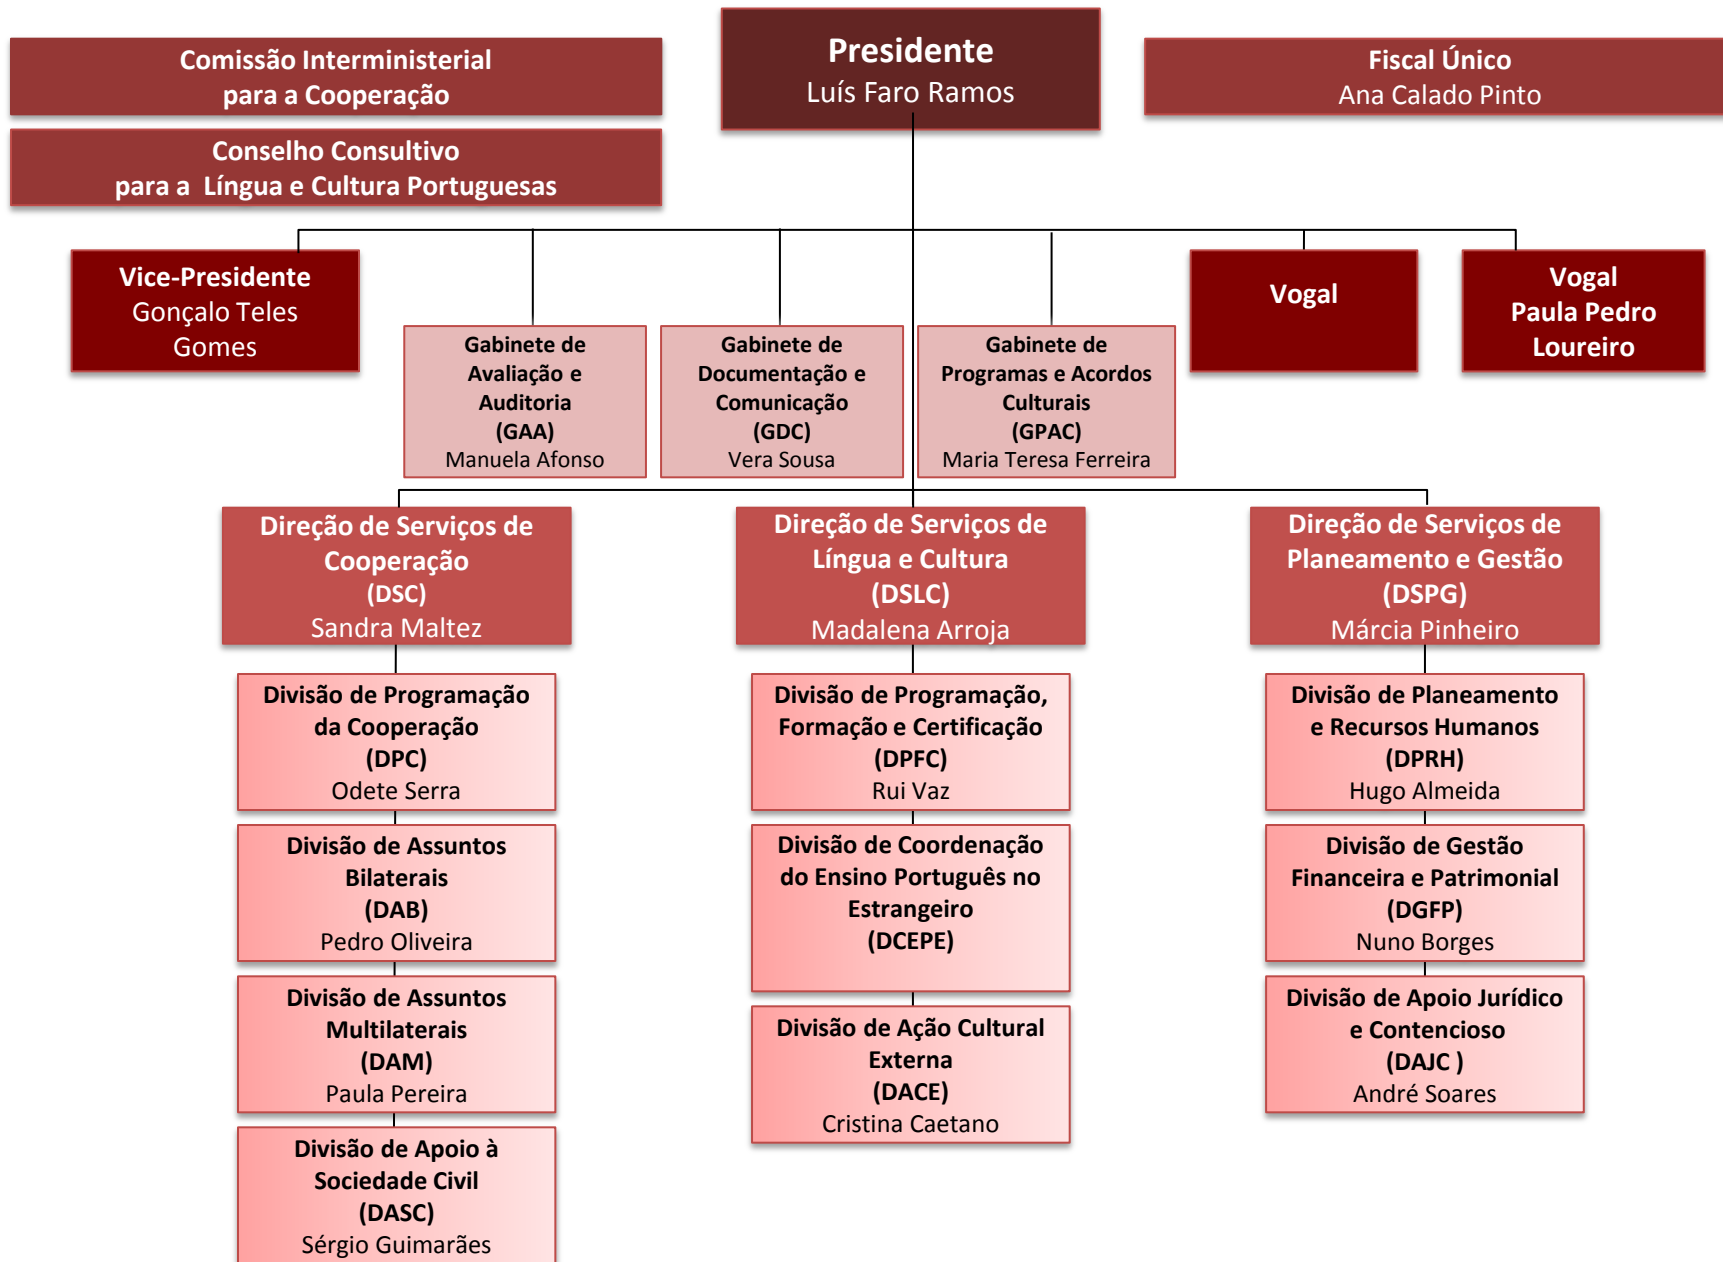 Comissão Interministerial
para a Cooperação
Conselho Consultivo
para a Língua e Cultura Portuguesas
Presidente
Luís Faro Ramos
Fiscal Único
Ana Calado Pinto
Vice-Presidente
Gonçalo Teles
Gomes
Gabinete de
Avaliação e
Auditoria
(GAA)
Manuela Afonso
Gabinete de
Documentação e
Comunicação
(GDC)
Vera Sousa
Gabinete de
Programas e Acordos
Culturais
(GPAC)
Maria Teresa Ferreira
Vogal
Vogal
Paula Pedro
Loureiro
Direção de Serviços de
Cooperação
(DSC)
Sandra Maltez
Divisão de Programação
da Cooperação
(DPC)
Odete Serra
Divisão de Assuntos
Bilaterais
(DAB)
Pedro Oliveira
Divisão de Assuntos
Multilaterais
(DAM)
Paula Pereira
Divisão de Apoio à
Sociedade Civil
(DASC)
Sérgio Guimarães
Direção de Serviços de
Língua e Cultura
(DSLC)
Madalena Arroja
Divisão de Programação,
Formação e Certificação
(DPFC)
Rui Vaz
Divisão de Coordenação
do Ensino Português no
Estrangeiro
(DCEPE)
Divisão de Ação Cultural
Externa
(DACE)
Cristina Caetano
Direção de Serviços de
Planeamento e Gestão
(DSPG)
Márcia Pinheiro
Divisão de Planeamento
e Recursos Humanos
(DPRH)
Hugo Almeida
Divisão de Gestão
Financeira e Patrimonial
(DGFP)
Nuno Borges
Divisão de Apoio Jurídico
e Contencioso
(DAJC )
André Soares